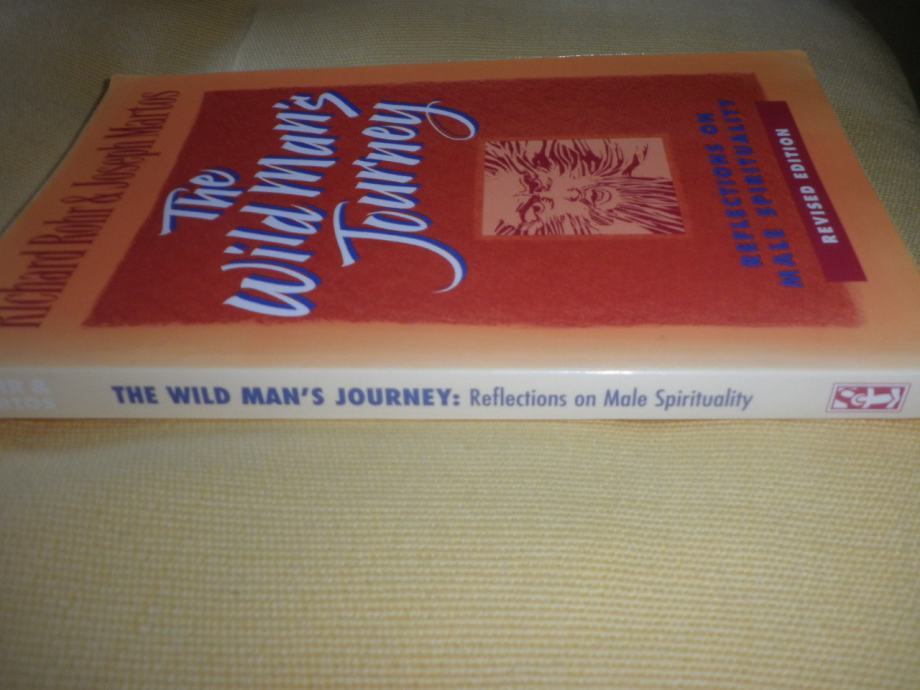 Richard Rohr & Joseph Martos
The
Wild Man's
Journey
REFLECTIONS ON
MALE SPIRITUALITY
REVISED EDITION
THE WILD MAN'S JOURNEY: Reflections on Male Spirituality